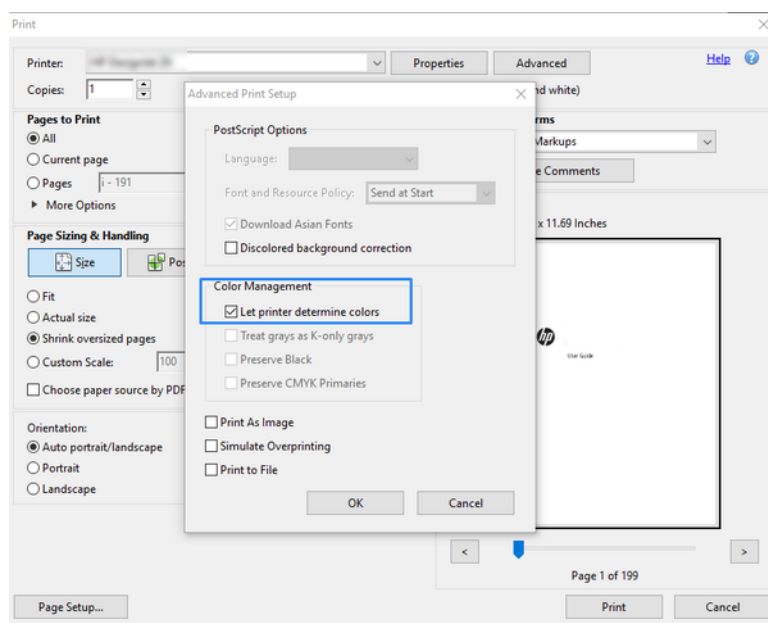 Print
Printer:
Properties
Advanced
Help
Copies:
1
nd white)
Pages to Print
All
Current page
Pages
i - 191
More Options
Page Sizing & Handling
Size
Pos
Fit
Actual size
Shrink oversized pages
Custom Scale:
100
Choose paper source by PDF
Orientation:
Auto portrait/landscape
Portrait
Landscape
Advanced Print Setup
PostScript Options
Language:
Font and Resource Policy:
Send at Start
Download Asian Fonts
Discolored background correction
Color Management
Let printer determine colors
Treat grays as K-only grays
Preserve Black
Preserve CMYK Primaries
Print As Image
Simulate Overprinting
Print to File
OK
Cancel
rms
Markups
e Comments
x 11.69 Inches
hp
User Guide
<
>
Page 1 of 199
Page Setup...
Print
Cancel